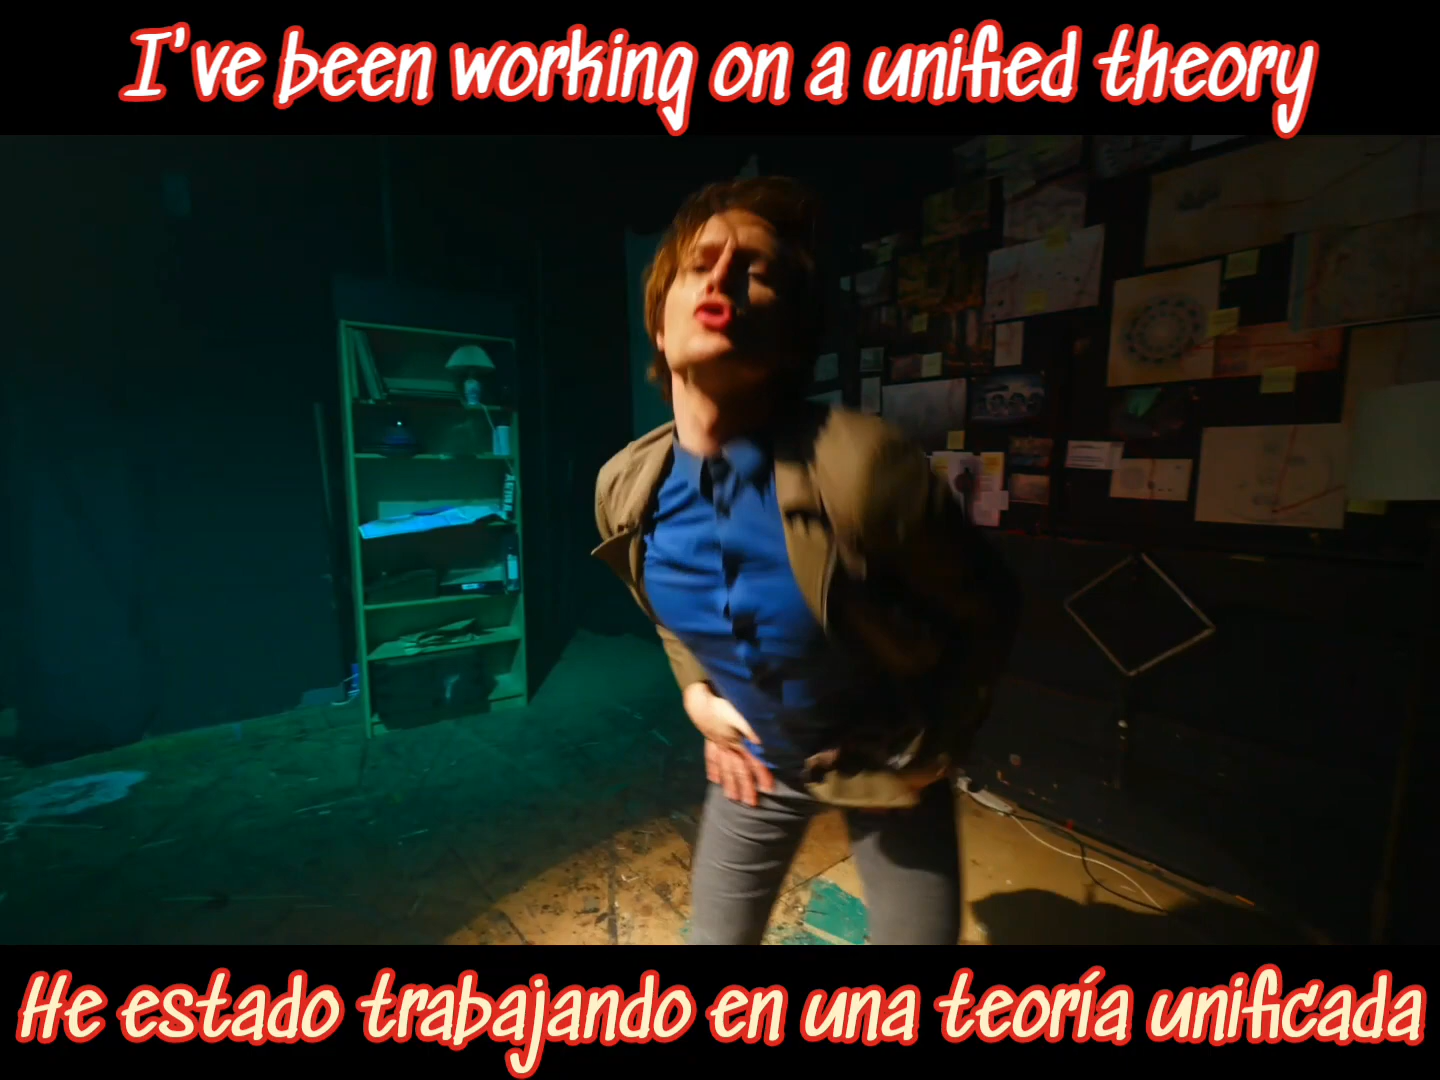 I've been working on a unified theory
He estado trabajando en una teoría unificada